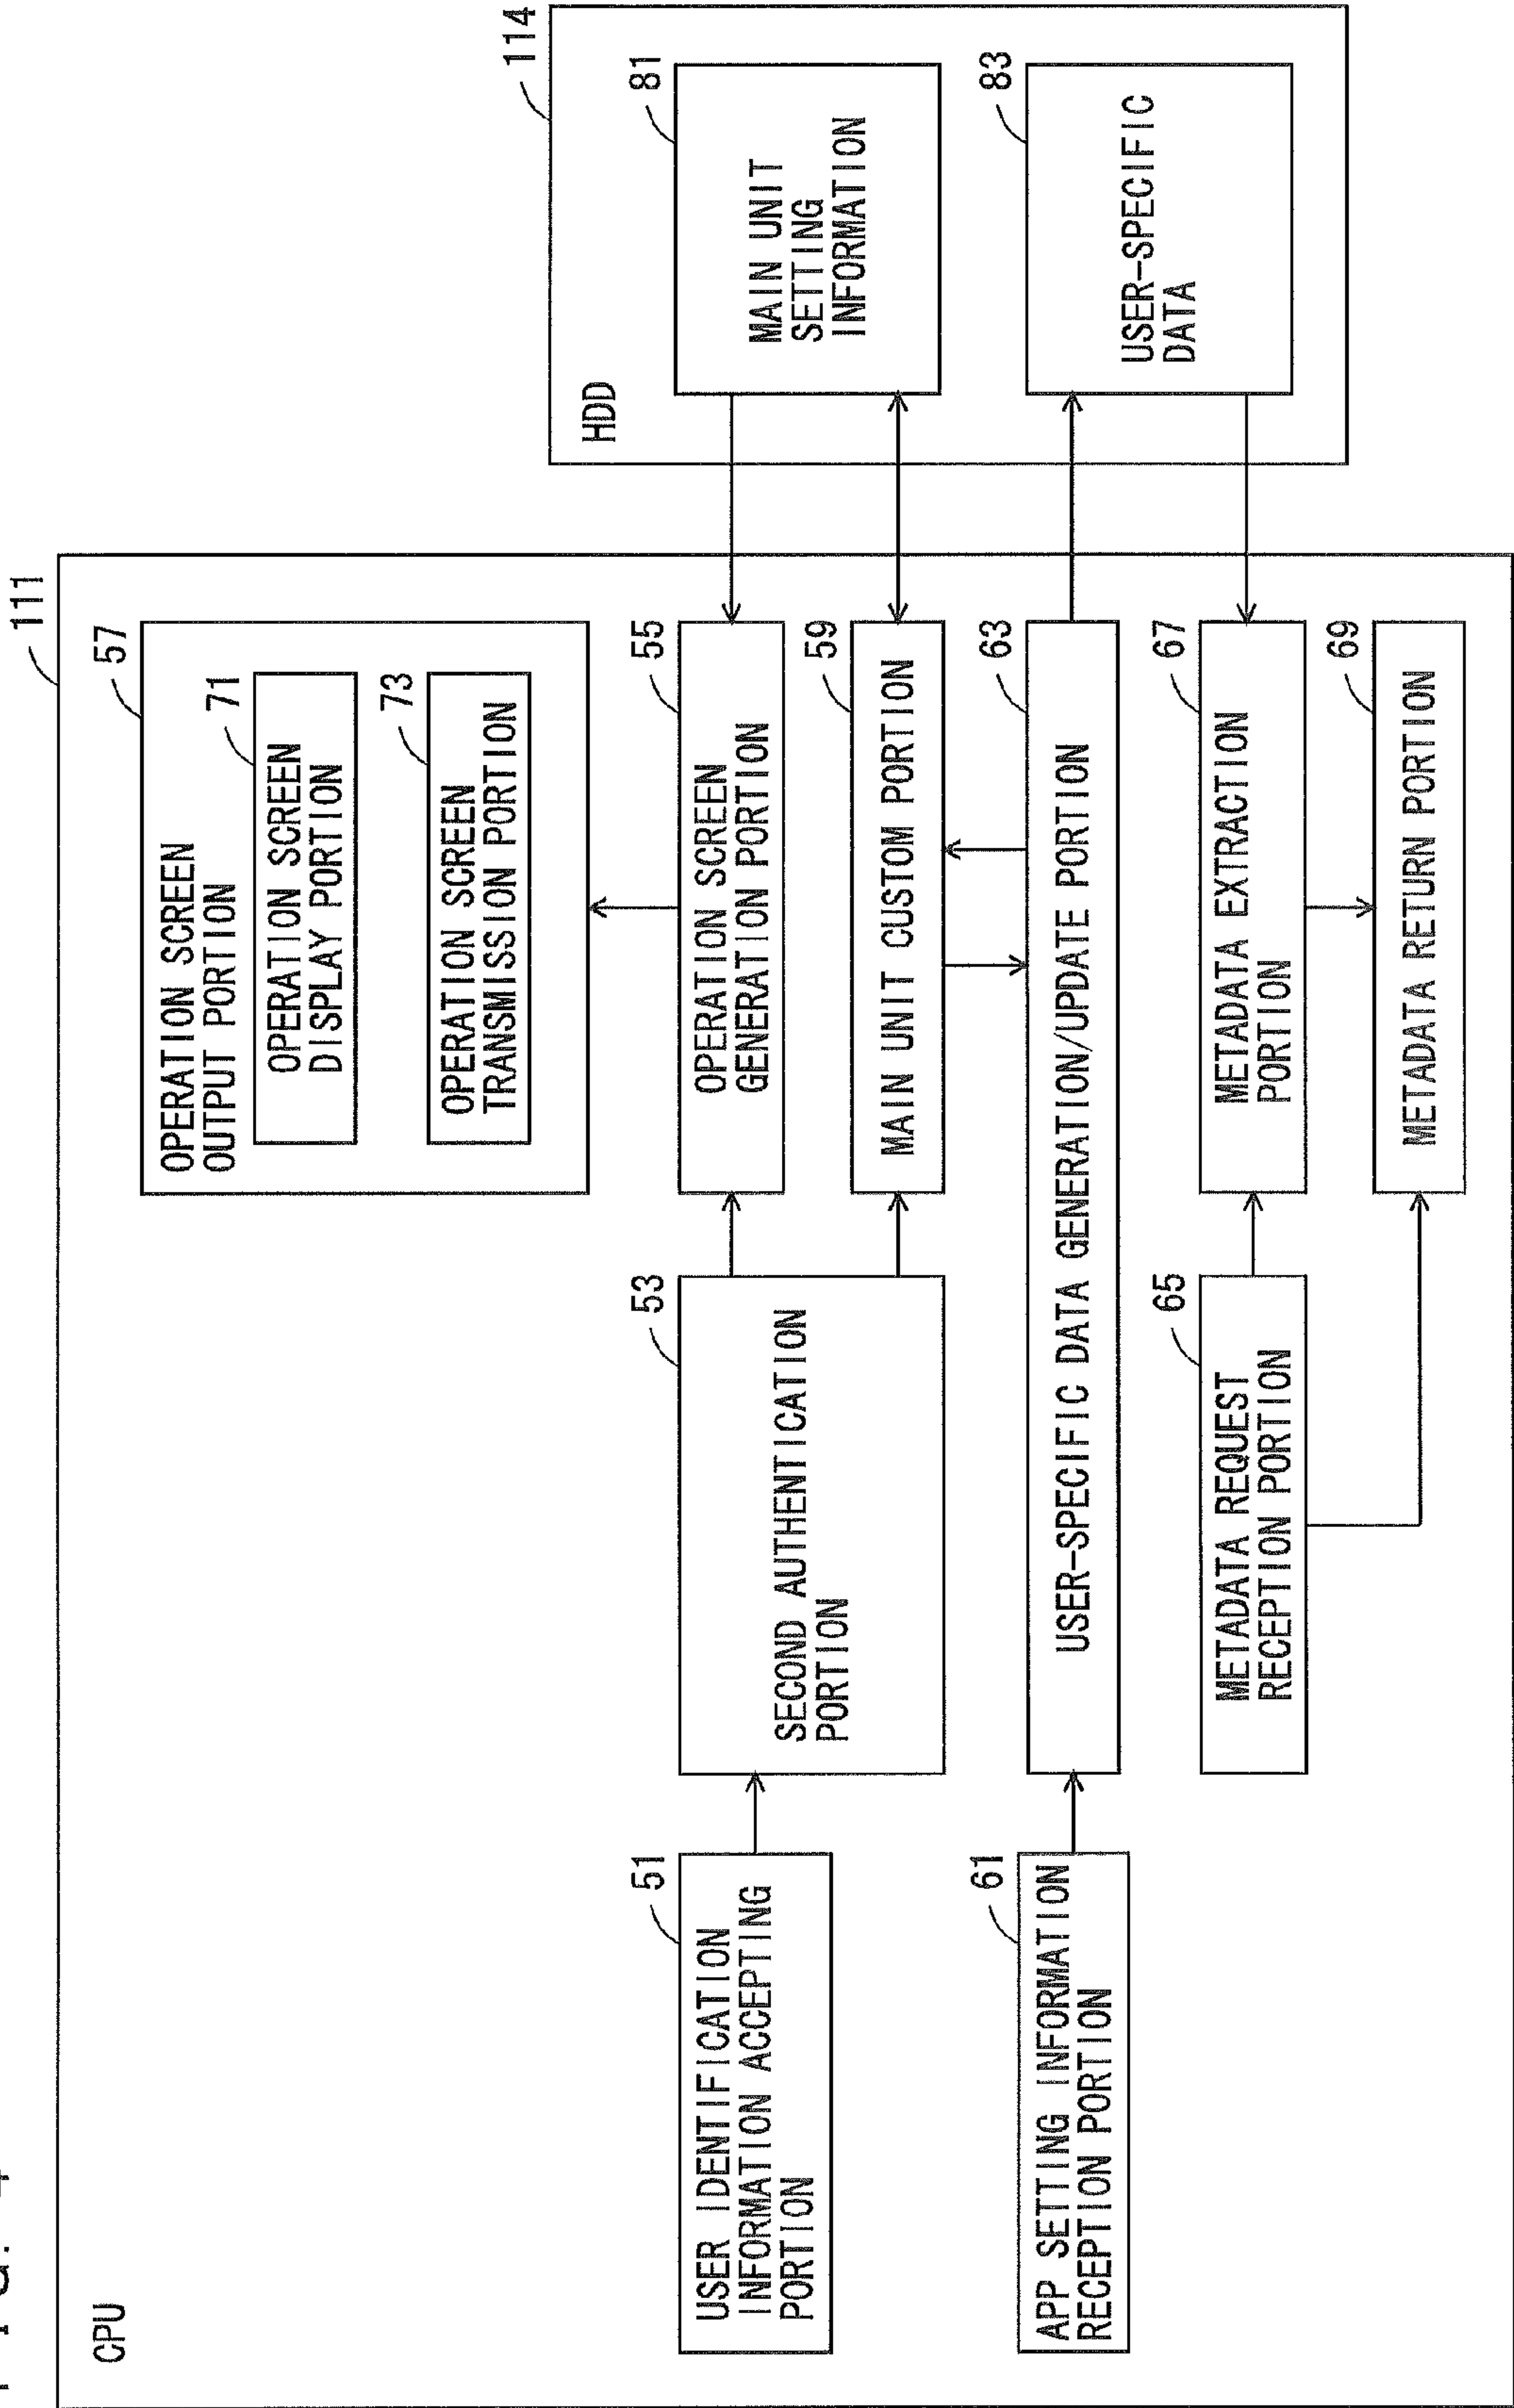 FIG. 4
CPU
111
OPERATION SCREEN
OUTPUT PORTION
57
OPERATION SCREEN
DISPLAY PORTION
71
OPERATION SCREEN
TRANSMISSION PORTION
73
USER IDENTIFICATION
INFORMATION ACCEPTING
PORTION
51
SECOND AUTHENTICATION
PORTION
53
OPERATION SCREEN
GENERATION PORTION
55
MAIN UNIT CUSTOM PORTION
59
APP SETTING INFORMATION
RECEPTION PORTION
61
USER-SPECIFIC DATA GENERATION/UPDATE PORTION
63
METADATA REQUEST
RECEPTION PORTION
65
METADATA EXTRACTION
PORTION
67
METADATA RETURN PORTION
69
HDD
114
MAIN UNIT
SETTING
INFORMATION
81
USER-SPECIFIC
DATA
83